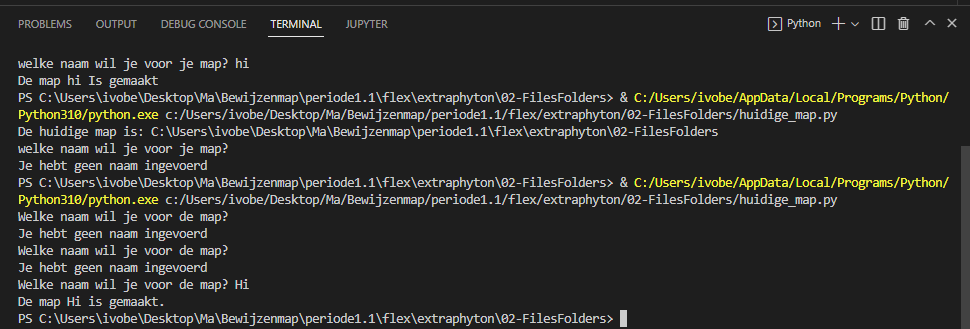 PROBLEMS OUTPUT DEBUG CONSOLE TERMINAL JUPYTER Python
welke naam wil je voor je map? hi
De map hi Is gemaakt
PS C:\Users\ivobe\Desktop\Ma\Bewijzenmap\periode1.1\flex\extraphyton\02-FilesFolders> & C:/Users/ivobe/AppData/Local/Programs/Python/
Python310/python.exe c:/Users/ivobe/Desktop/Ma/Bewijzenmap/periode1.1/flex/extraphyton/02-FilesFolders/huidige_map.py
De huidige map is: C:\Users\ivobe\Desktop\Ma\Bewijzenmap\periode1.1\flex\extraphyton\02-FilesFolders
welke naam wil je voor je map?
Je hebt geen naam ingevoerd
PS C:\Users\ivobe\Desktop\Ma\Bewijzenmap\periode1.1\flex\extraphyton\02-FilesFolders> & C:/Users/ivobe/AppData/Local/Programs/Python/
Python310/python.exe c:/Users/ivobe/Desktop/Ma/Bewijzenmap/periode1.1/flex/extraphyton/02-FilesFolders/huidige_map.py
Welke naam wil je voor de map?
Je hebt geen naam ingevoerd
Welke naam wil je voor de map?
Je hebt geen naam ingevoerd
Welke naam wil je voor de map? Hi
De map Hi is gemaakt.
PS C:\Users\ivobe\Desktop\Ma\Bewijzenmap\periode1.1\flex\extraphyton\02-FilesFolders>